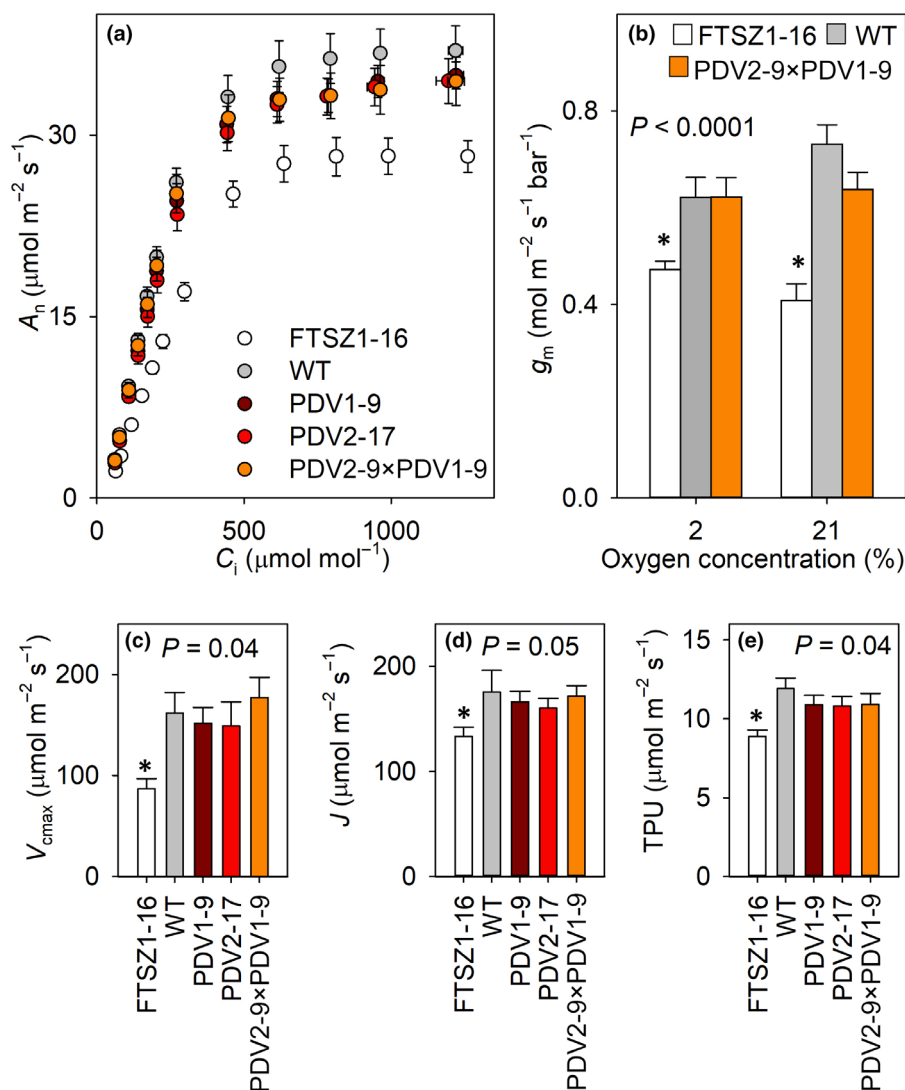 (a)
A_n (μmol m⁻² s⁻¹)
30
15
0
FTSZ1-16
WT
PDV1-9
PDV2-17
PDV2-9×PDV1-9
0 500 1000
C_i (μmol mol⁻¹)
(b)
FTSZ1-16 WT
PDV2-9×PDV1-9
P < 0.0001
g_m (mol m⁻² s⁻¹ bar⁻¹)
0.8
0.4
0.0
*
*
2 21
Oxygen concentration (%)
(c)
P = 0.04
V_cmax (μmol m⁻² s⁻¹)
200
100
0
*
FTSZ1-16
WT
PDV1-9
PDV2-17
PDV2-9×PDV1-9
(d)
P = 0.05
J (μmol m⁻² s⁻¹)
200
100
0
*
FTSZ1-16
WT
PDV1-9
PDV2-17
PDV2-9×PDV1-9
(e)
P = 0.04
TPU (μmol m⁻² s⁻¹)
15
10
5
0
*
FTSZ1-16
WT
PDV1-9
PDV2-17
PDV2-9×PDV1-9